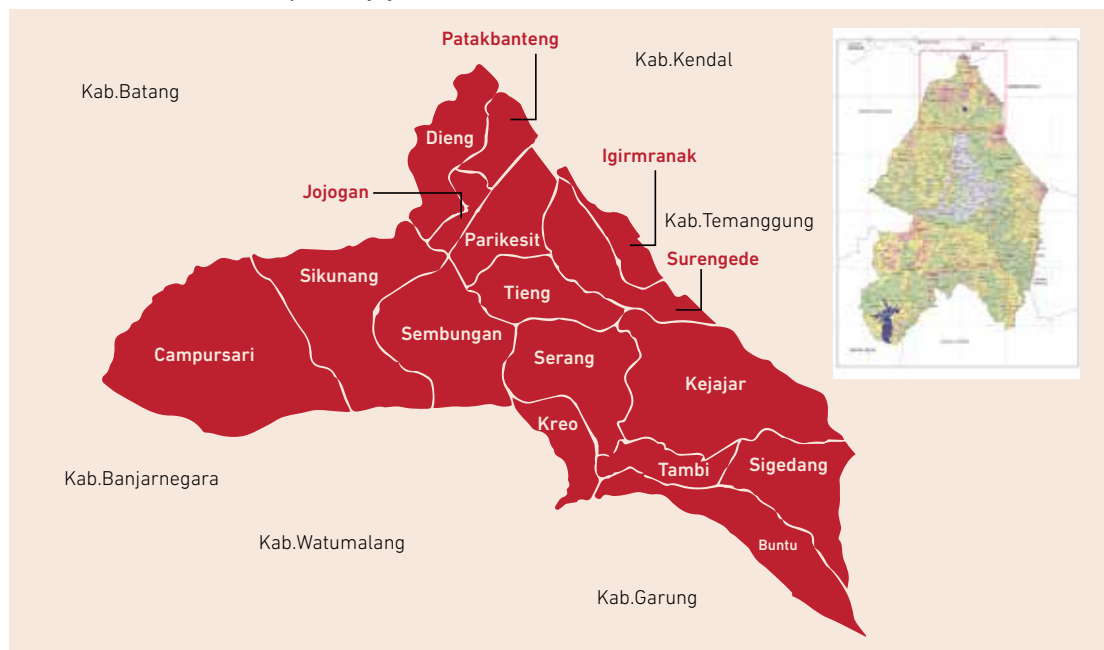 Patakbanteng
Kab.Kendal
Kab.Batang
Dieng
Igirmranak
Jojogan
Kab.Temanggung
Parikesit
Surengede
Sikunang
Tieng
Sembungan
Campursari
Serang
Kejajar
Kreo
Sigedang
Tambi
Kab.Banjarnegara
Kab.Watumalang
Buntu
Kab.Garung